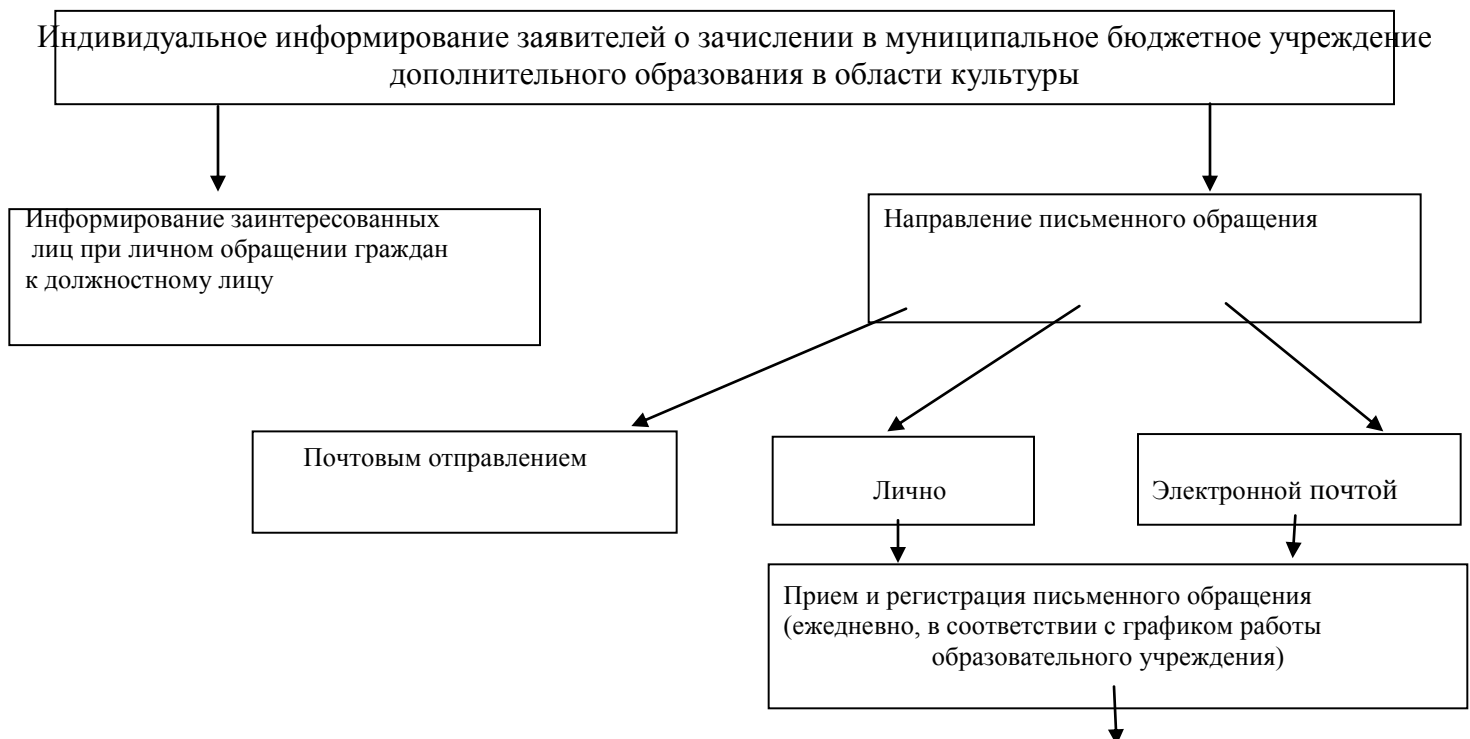 Индивидуальное информирование заявителей о зачислении в муниципальное бюджетное учреждение
дополнительного образования в области культуры
Информирование заинтересованных
лиц при личном обращении граждан
к должностному лицу
Направление письменного обращения
Почтовым отправлением
Лично
Электронной почтой
Прием и регистрация письменного обращения
(ежедневно, в соответствии с графиком работы
образовательного учреждения)